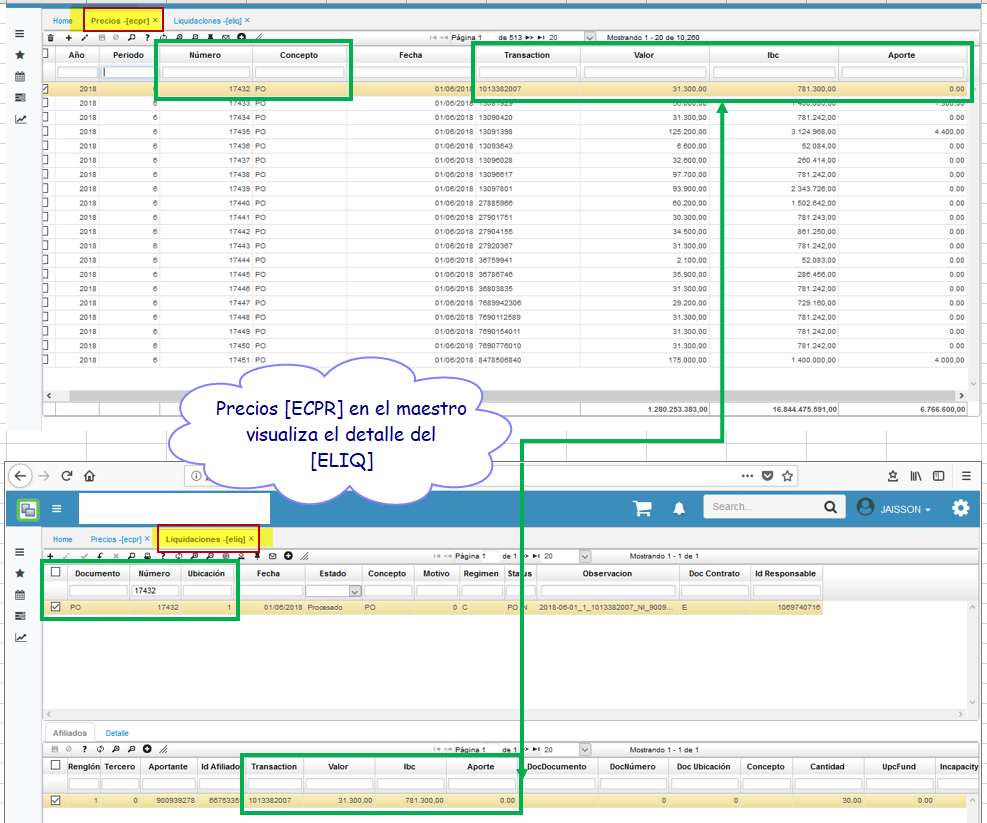 Home Precios -[ecpr] × Liquidaciones -[eliq] ×
Página 1 de 513 20 Mostrando 1 - 20 de 10,260
Año Periodo Número Concepto Fecha Transaction Valor Ibc Aporte
2018 6 17432 PO 01/06/2018 1013382007 31.300,00 781.300,00 0.00
2018 6 17433 PO 01/06/2018 13081929
2018 6 17434 PO 01/06/2018 13090420 31.300,00 781.242,00 0.00
2018 6 17435 PO 01/06/2018 13091398 125.200,00 3.124.968,00 4.400,00
2018 6 17436 PO 01/06/2018 13093643 6.600,00 52.084,00 0.00
2018 6 17437 PO 01/06/2018 13096028 32.600,00 260.414,00 0.00
2018 6 17438 PO 01/06/2018 13096617 97.700,00 781.242,00 0.00
2018 6 17439 PO 01/06/2018 13097801 93.900,00 2.343.726,00 0.00
2018 6 17440 PO 01/06/2018 27885966 60.200,00 1.502.642,00 0.00
2018 6 17441 PO 01/06/2018 27901751 30.300,00 781.243,00 0.00
2018 6 17442 PO 01/06/2018 27904155 34.500,00 861.250,00 0.00
2018 6 17443 PO 01/06/2018 27920367 31.300,00 781.242,00 0.00
2018 6 17444 PO 01/06/2018 36759941 2.100,00 52.083,00 0.00
2018 6 17445 PO 01/06/2018 36786746 35.900,00 286.456,00 0.00
2018 6 17446 PO 01/06/2018 36803835 31.300,00 781.242,00 0.00
2018 6 17447 PO 01/06/2018 7689942306 29.200,00 729.160,00 0.00
2018 6 17448 PO 01/06/2018 7690112589 31.300,00 781.242,00 0.00
2018 6 17449 PO 01/06/2018 7690154011 31.300,00 781.242,00 0.00
2018 6 17450 PO 01/06/2018 7690776010 31.300,00 781.242,00 0.00
2018 6 17451 PO 01/06/2018 8478506840 175.000,00 1.400.000,00 4.000,00
1.280.253.383,00 16.844.475.591,00 6.766.600,00
Precios [ECPR] en el maestro
visualiza el detalle del
[ELIQ]
Search... JAISSON
Home Precios -[ecpr] × Liquidaciones -[eliq] ×
Página 1 de 1 20 Mostrando 1 - 1 de 1
Documento Número Ubicación Fecha Estado Concepto Motivo Regimen Status Observacion Doc Contrato Id Responsable
17432
PO 17432 1 01/06/2018 Procesado PO 0 C PO N 2018-06-01_1_1013382007_NI_9009... E 1069740716
Afiliados Detalle
Página 1 de 1 20 Mostrando 1 - 1 de 1
Renglón Tercero Aportante Id Afiliado Transaction Valor Ibc Aporte DocDocumento DocNúmero Doc Ubicación Concepto Cantidad UpcFund Incapacity
1 0 900939278 6675335 1013382007 31.300,00 781.300,00 0.00 0 0 30,00 0.00